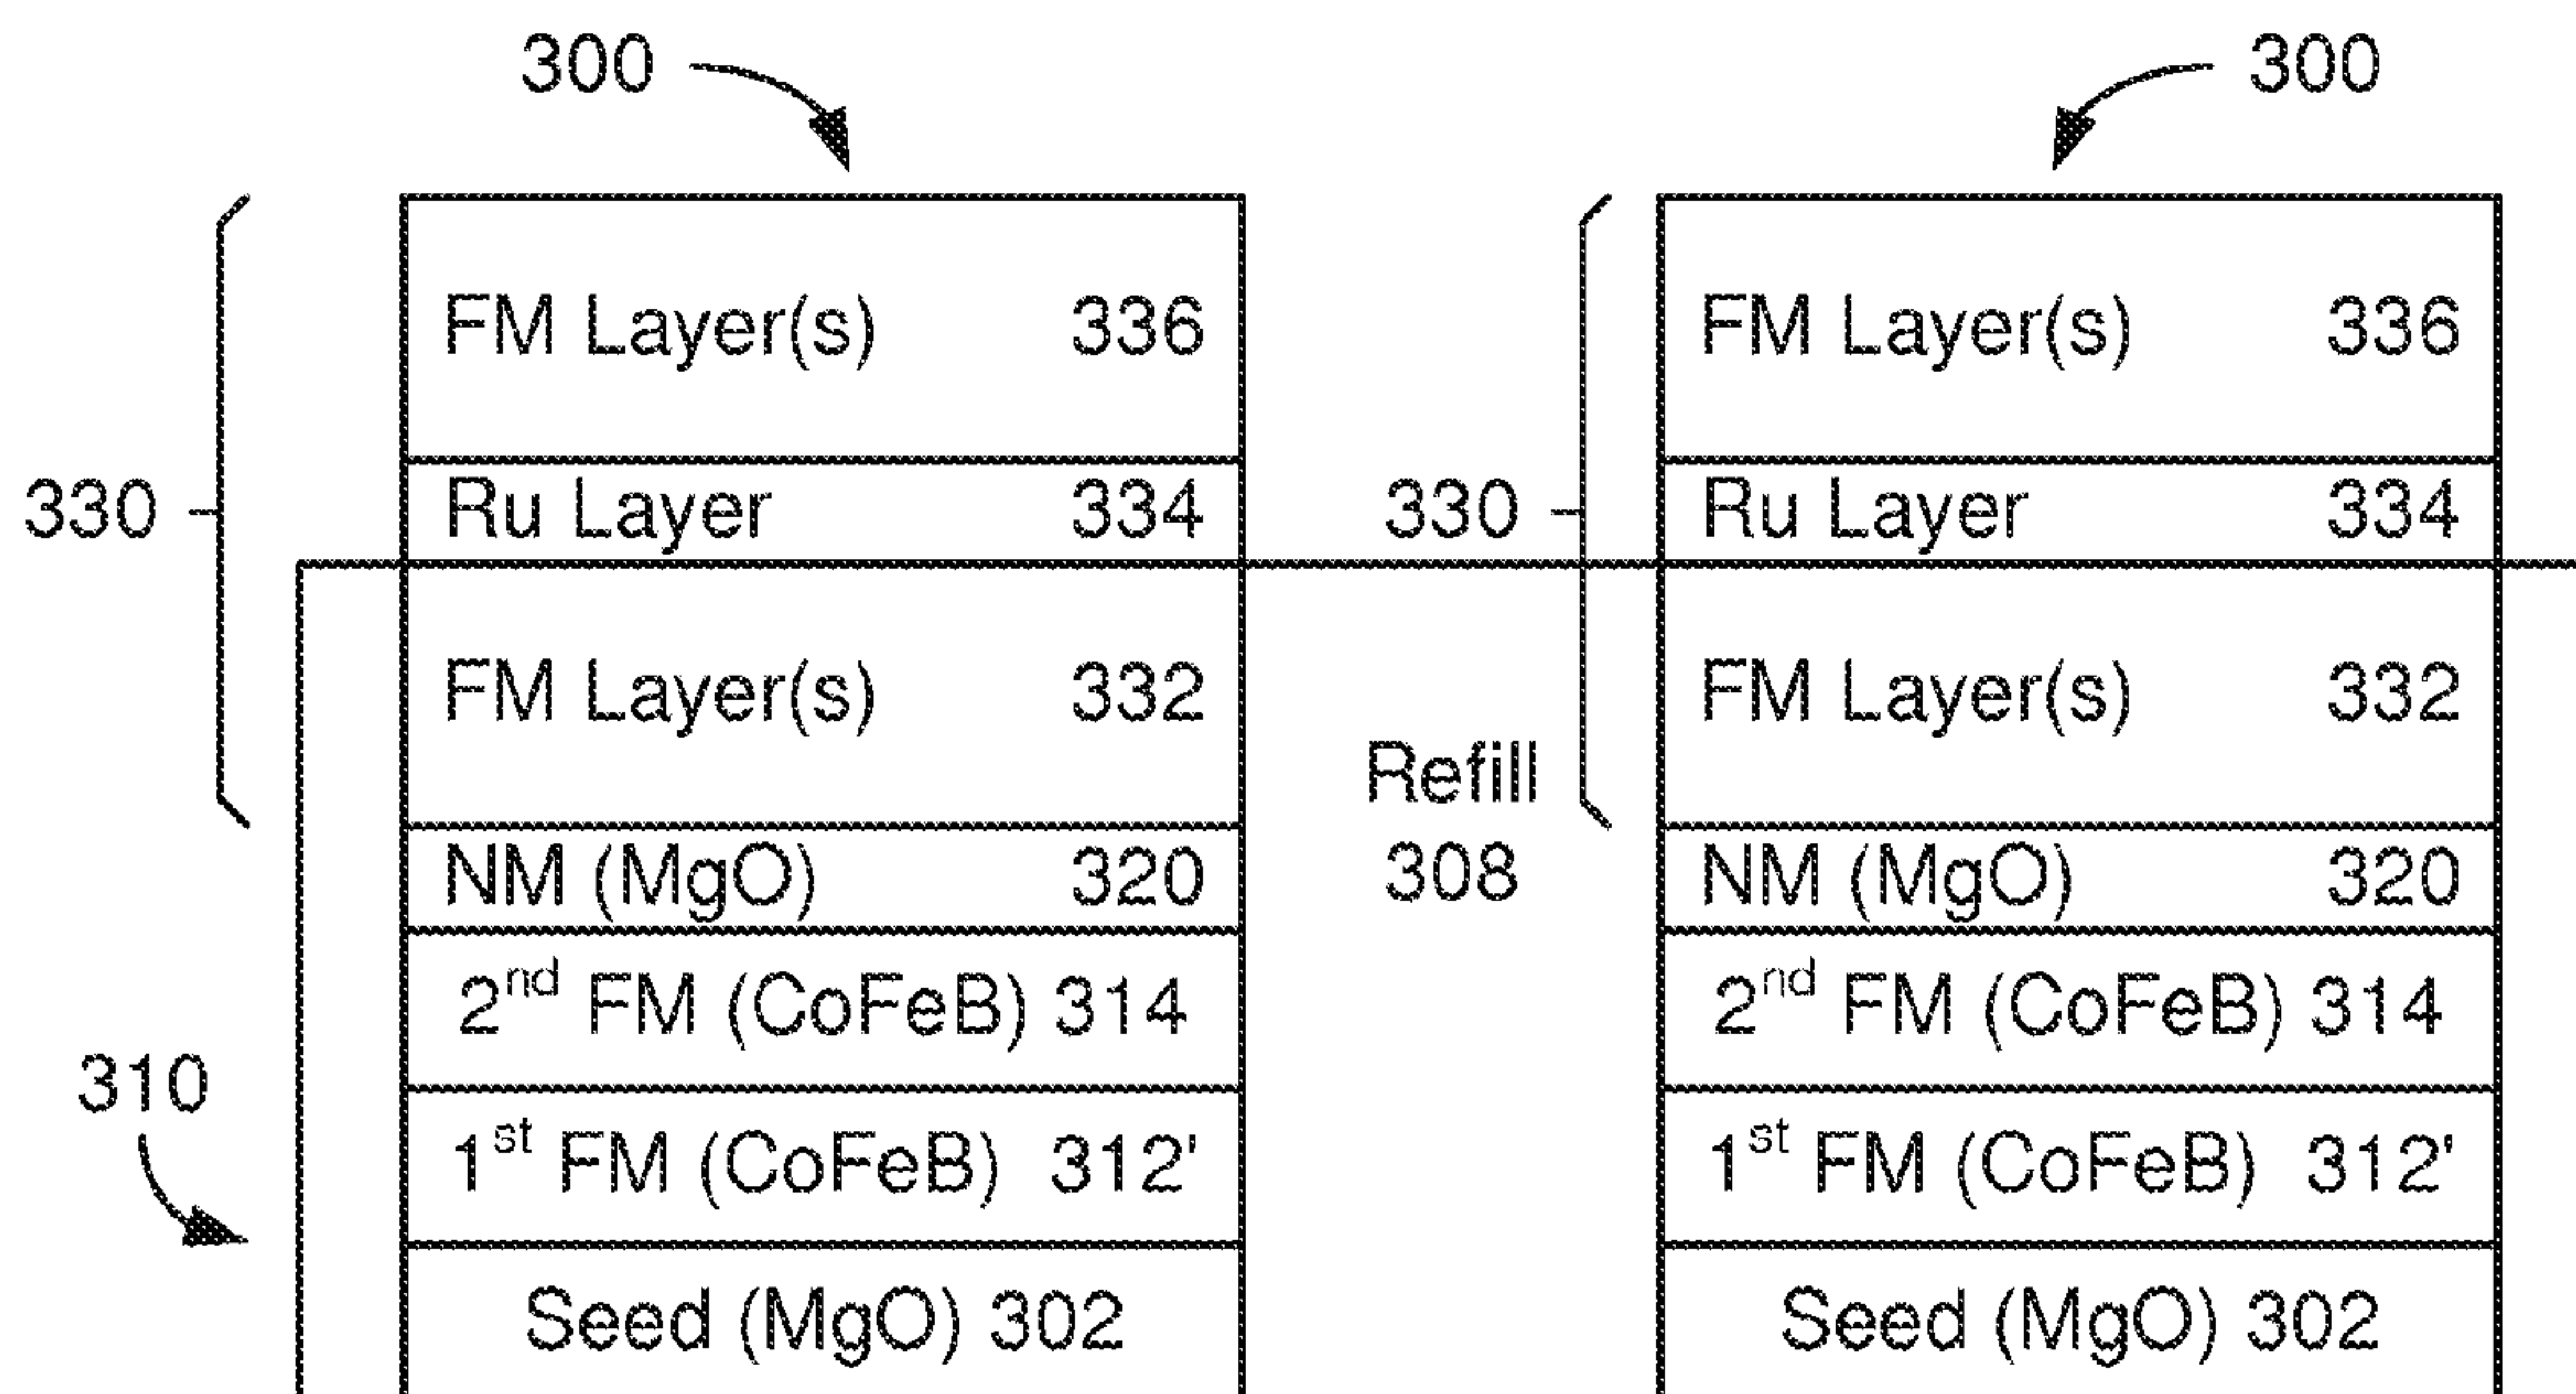 300 300
FM Layer(s) 336 FM Layer(s) 336
330 Ru Layer 334 330 Ru Layer 334
FM Layer(s) 332 FM Layer(s) 332
Refill
NM (MgO) 320 308 NM (MgO) 320
2nd FM (CoFeB) 314 2nd FM (CoFeB) 314
310
1st FM (CoFeB) 312' 1st FM (CoFeB) 312'
Seed (MgO) 302 Seed (MgO) 302